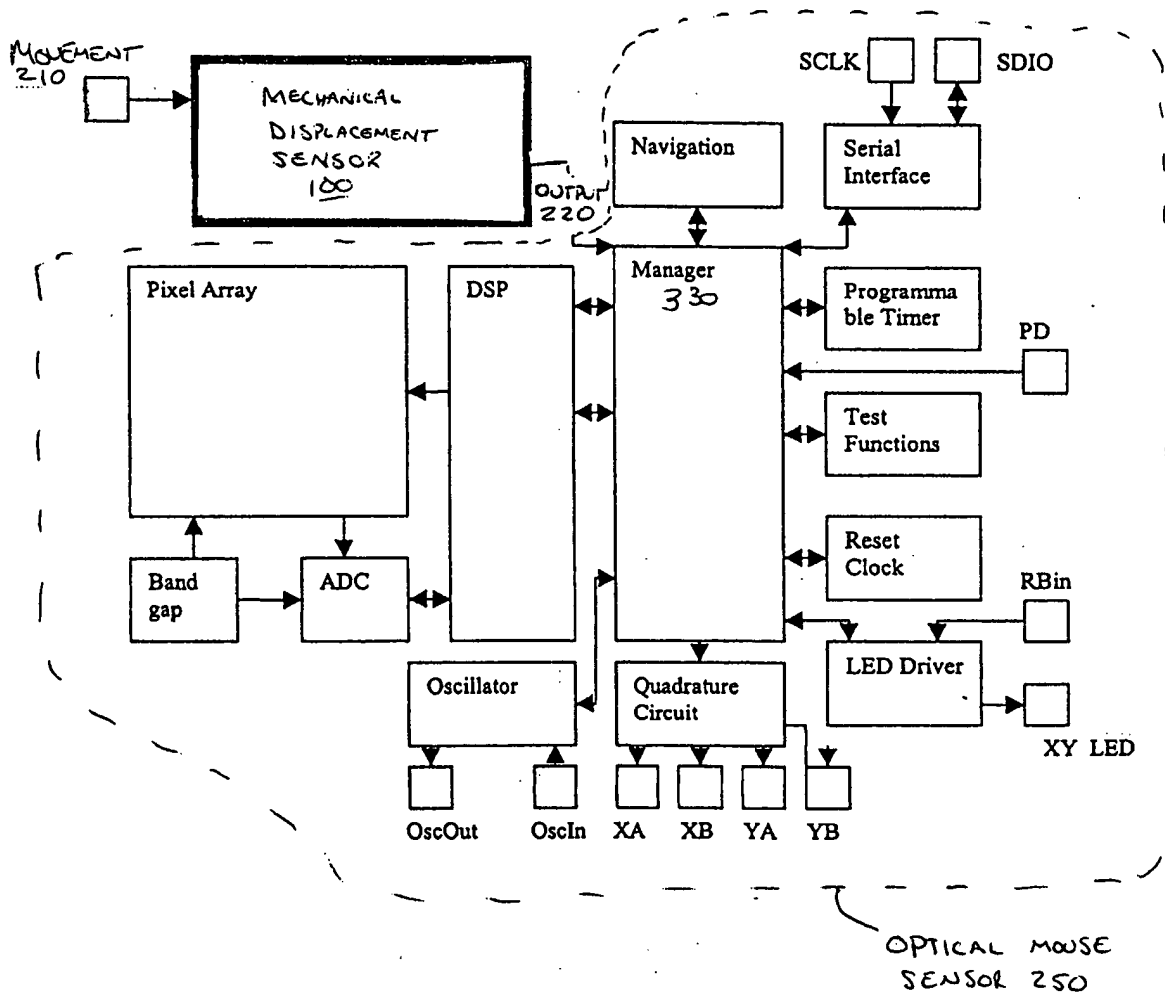 MOVEMENT
210
MECHANICAL
DISPLACEMENT
SENSOR
100
OUTPUT
220
SCLK
SDIO
Navigation
Serial
Interface
Pixel Array
DSP
Manager
330
Programma
ble Timer
PD
Test
Functions
Band
gap
ADC
Reset
Clock
RBin
Oscillator
Quadrature
Circuit
LED Driver
XY LED
OscOut
OscIn
XA
XB
YA
YB
OPTICAL MOUSE
SENSOR 250